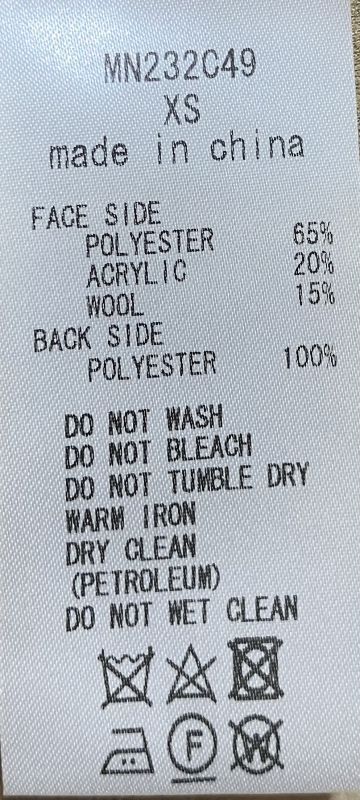 MN232C49
XS
made in china
FACE SIDE
POLYESTER 65%
ACRYLIC 20%
WOOL 15%
BACK SIDE
POLYESTER 100%
DO NOT WASH
DO NOT BLEACH
DO NOT TUMBLE DRY
WARM IRON
DRY CLEAN
(PETROLEUM)
DO NOT WET CLEAN
F W